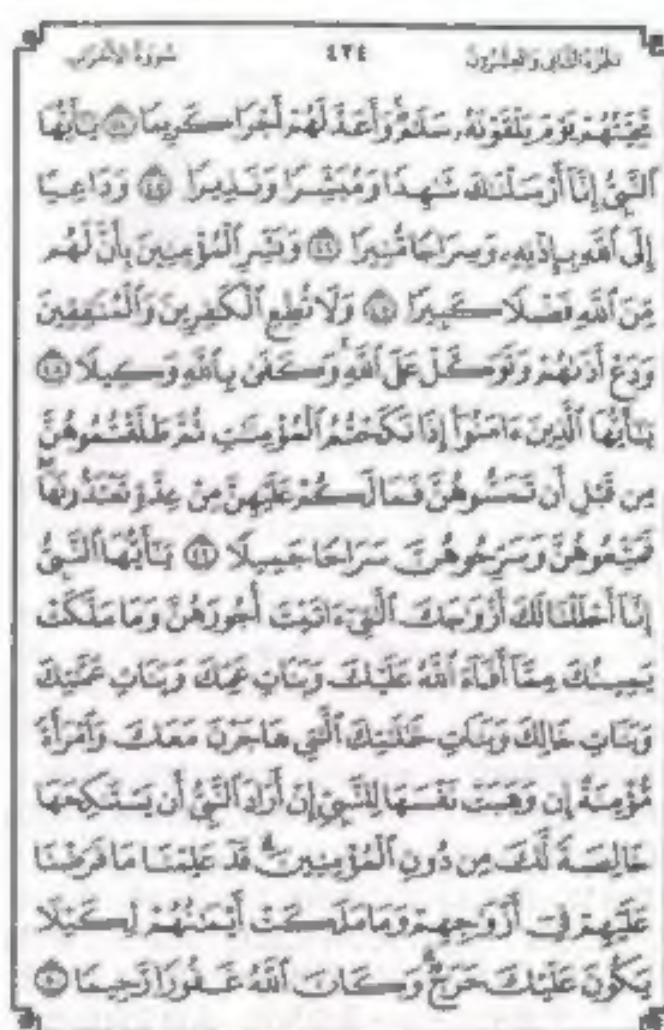 الجزء الثاني والعشرون ٤٢٤ سورة الأحزاب
تَحِيَّتُهُمْ يَوْمَ يَلْقَوْنَهُۥ سَلَٰمٌ وَأَعَدَّ لَهُمْ أَجْرًا كَرِيمًا ٤٤ يَٰٓأَيُّهَا
ٱلنَّبِىُّ إِنَّآ أَرْسَلْنَٰكَ شَٰهِدًا وَمُبَشِّرًا وَنَذِيرًا ٤٥ وَدَاعِيًا
إِلَى ٱللَّهِ بِإِذْنِهِۦ وَسِرَاجًا مُّنِيرًا ٤٦ وَبَشِّرِ ٱلْمُؤْمِنِينَ بِأَنَّ لَهُم
مِّنَ ٱللَّهِ فَضْلًا كَبِيرًا ٤٧ وَلَا تُطِعِ ٱلْكَٰفِرِينَ وَٱلْمُنَٰفِقِينَ
وَدَعْ أَذَىٰهُمْ وَتَوَكَّلْ عَلَى ٱللَّهِ وَكَفَىٰ بِٱللَّهِ وَكِيلًا ٤٨
يَٰٓأَيُّهَا ٱلَّذِينَ ءَامَنُوٓا۟ إِذَا نَكَحْتُمُ ٱلْمُؤْمِنَٰتِ ثُمَّ طَلَّقْتُمُوهُنَّ
مِن قَبْلِ أَن تَمَسُّوهُنَّ فَمَا لَكُمْ عَلَيْهِنَّ مِنْ عِدَّةٍ تَعْتَدُّونَهَا
فَمَتِّعُوهُنَّ وَسَرِّحُوهُنَّ سَرَاحًا جَمِيلًا ٤٩ يَٰٓأَيُّهَا ٱلنَّبِىُّ
إِنَّآ أَحْلَلْنَا لَكَ أَزْوَٰجَكَ ٱلَّٰتِىٓ ءَاتَيْتَ أُجُورَهُنَّ وَمَا مَلَكَتْ
يَمِينُكَ مِمَّآ أَفَآءَ ٱللَّهُ عَلَيْكَ وَبَنَاتِ عَمِّكَ وَبَنَاتِ عَمَّٰتِكَ
وَبَنَاتِ خَالِكَ وَبَنَاتِ خَٰلَٰتِكَ ٱلَّٰتِى هَاجَرْنَ مَعَكَ وَٱمْرَأَةً
مُّؤْمِنَةً إِن وَهَبَتْ نَفْسَهَا لِلنَّبِىِّ إِنْ أَرَادَ ٱلنَّبِىُّ أَن يَسْتَنكِحَهَا
خَالِصَةً لَّكَ مِن دُونِ ٱلْمُؤْمِنِينَ قَدْ عَلِمْنَا مَا فَرَضْنَا
عَلَيْهِمْ فِىٓ أَزْوَٰجِهِمْ وَمَا مَلَكَتْ أَيْمَٰنُهُمْ لِكَيْلَا
يَكُونَ عَلَيْكَ حَرَجٌ وَكَانَ ٱللَّهُ غَفُورًا رَّحِيمًا ٥٠